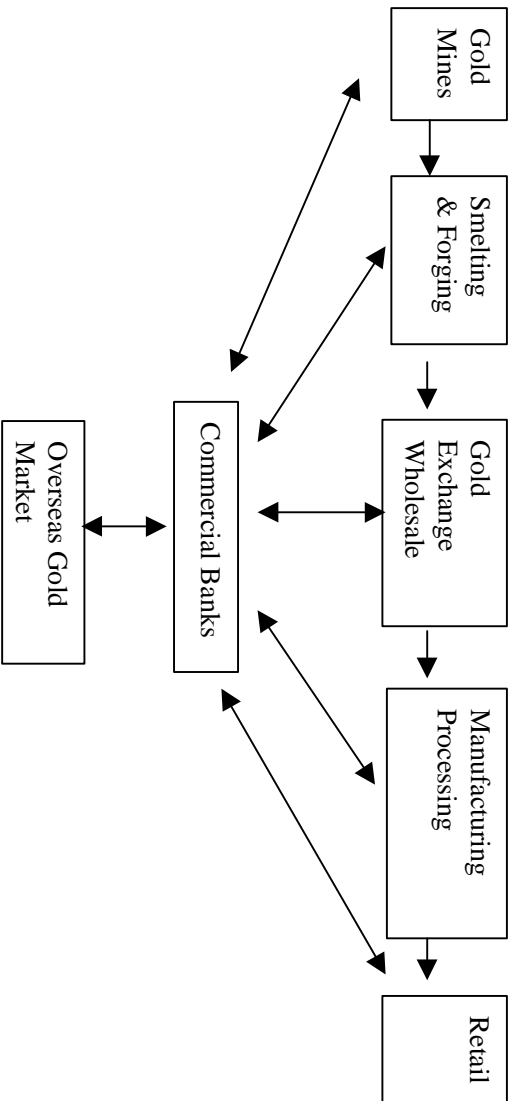 Gold
Mines
Smelting
& Forging
Gold
Exchange
Wholesale
Manufacturing
Processing
Retail
Commercial Banks
Overseas Gold
Market